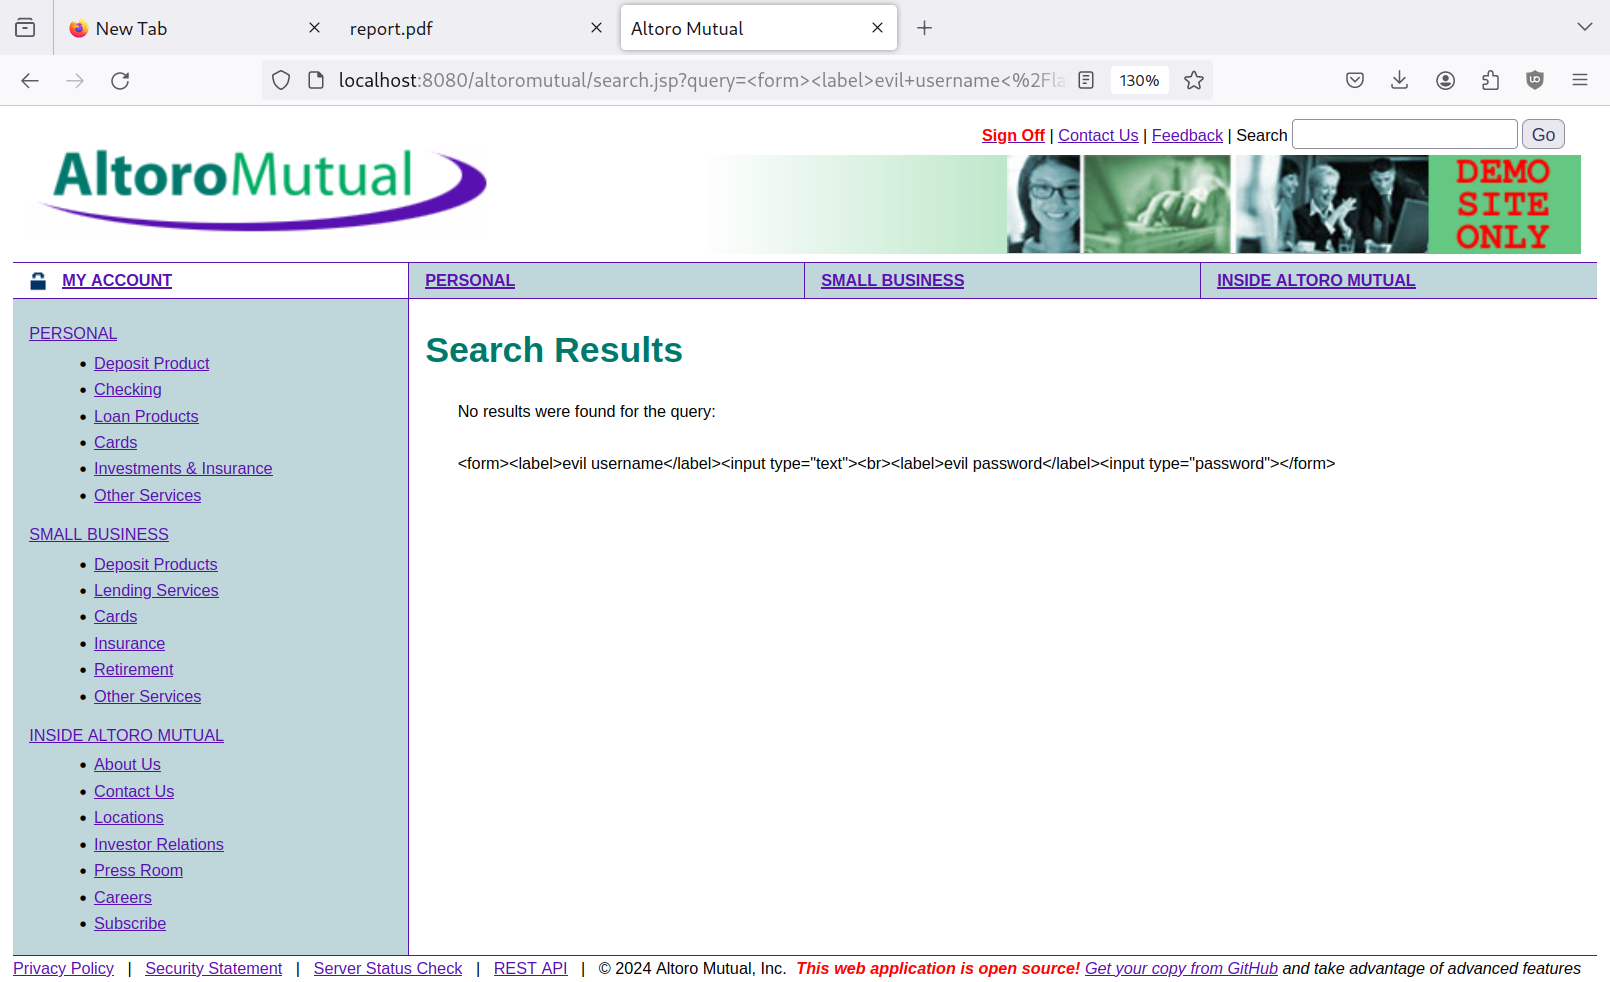 New Tab
report.pdf
Altoro Mutual
localhost:8080/altoromutual/search.jsp?query=<form><label>evil+username<%2Fla
130%
Sign Off | Contact Us | Feedback | Search
Go
AltoroMutual
DEMO
SITE
ONLY
MY ACCOUNT
PERSONAL
SMALL BUSINESS
INSIDE ALTORO MUTUAL
PERSONAL
• Deposit Product
• Checking
• Loan Products
• Cards
• Investments & Insurance
• Other Services
SMALL BUSINESS
• Deposit Products
• Lending Services
• Cards
• Insurance
• Retirement
• Other Services
INSIDE ALTORO MUTUAL
• About Us
• Contact Us
• Locations
• Investor Relations
• Press Room
• Careers
• Subscribe
Search Results
No results were found for the query:
<form><label>evil username</label><input type="text"><br><label>evil password</label><input type="password"></form>
Privacy Policy | Security Statement | Server Status Check | REST API | © 2024 Altoro Mutual, Inc. This web application is open source! Get your copy from GitHub and take advantage of advanced features